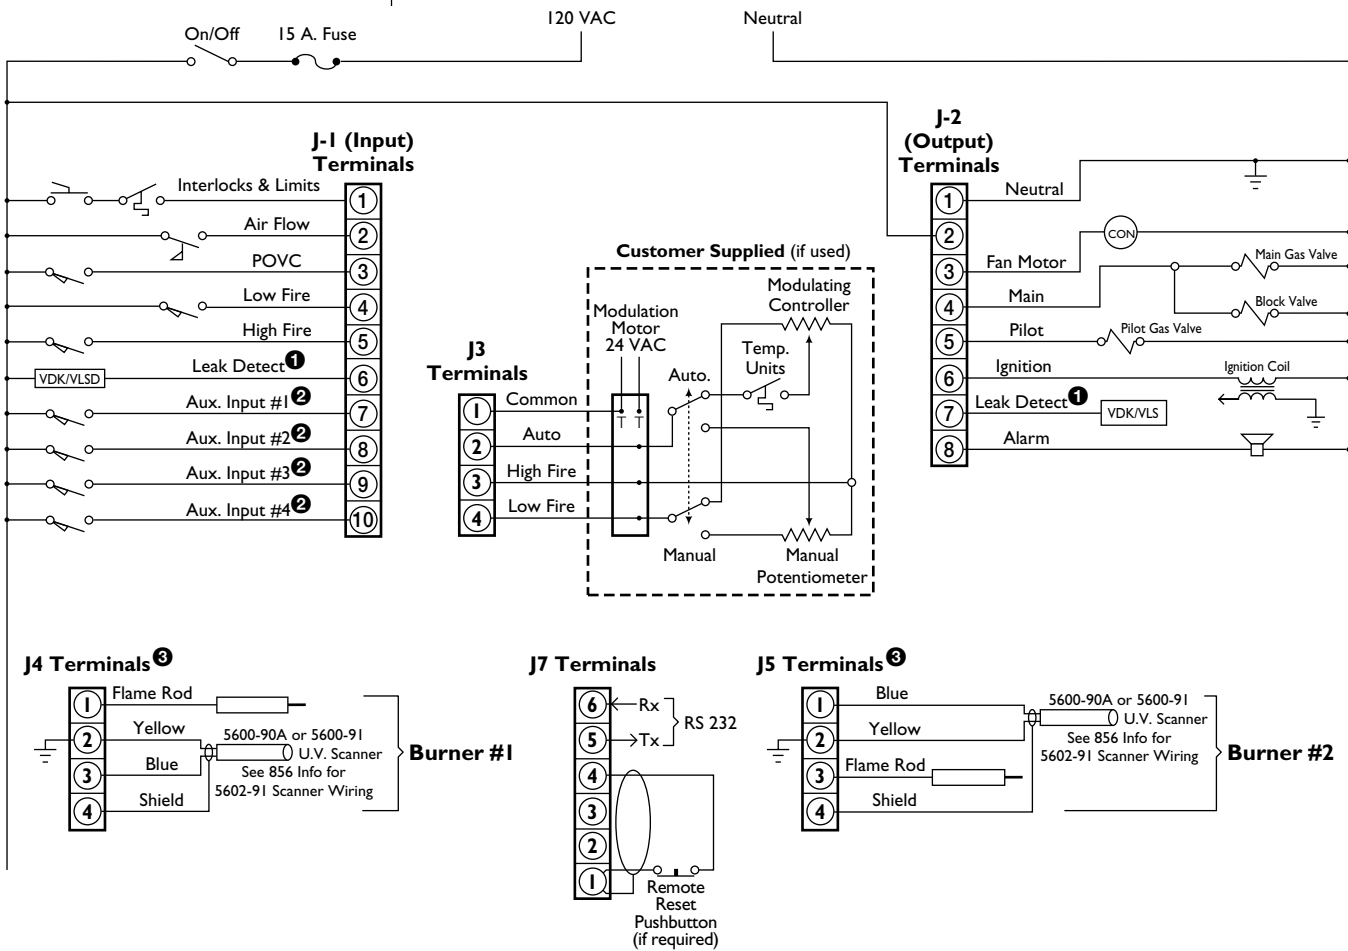 120 VAC
Neutral
On/Off
15 A. Fuse
J-1 (Input)
Terminals
Interlocks & Limits
1
Air Flow
2
POVC
3
Low Fire
4
High Fire
5
VDK/VLSD
Leak Detect❶
6
Aux. Input #1❷
7
Aux. Input #2❷
8
Aux. Input #3❷
9
Aux. Input #4❷
10
J3
Terminals
1
Common
2
Auto
3
High Fire
4
Low Fire
Customer Supplied (if used)
Modulation
Motor
24 VAC
T T
Modulating
Controller
Auto.
Temp.
Units
Manual
Manual
Potentiometer
J-2
(Output)
Terminals
1
Neutral
2
3
Fan Motor
CON
4
Main
Main Gas Valve
Block Valve
5
Pilot
Pilot Gas Valve
6
Ignition
Ignition Coil
7
Leak Detect❶
VDK/VLS
8
Alarm
J4 Terminals❸
1
Flame Rod
2
Yellow
3
Blue
4
Shield
5600-90A or 5600-91
U.V. Scanner
See 856 Info for
5602-91 Scanner Wiring
Burner #1
J7 Terminals
6
Rx
5
Tx
RS 232
4
3
2
1
Remote
Reset
Pushbutton
(if required)
J5 Terminals❸
1
Blue
2
Yellow
3
Flame Rod
4
Shield
5600-90A or 5600-91
U.V. Scanner
See 856 Info for
5602-91 Scanner Wiring
Burner #2